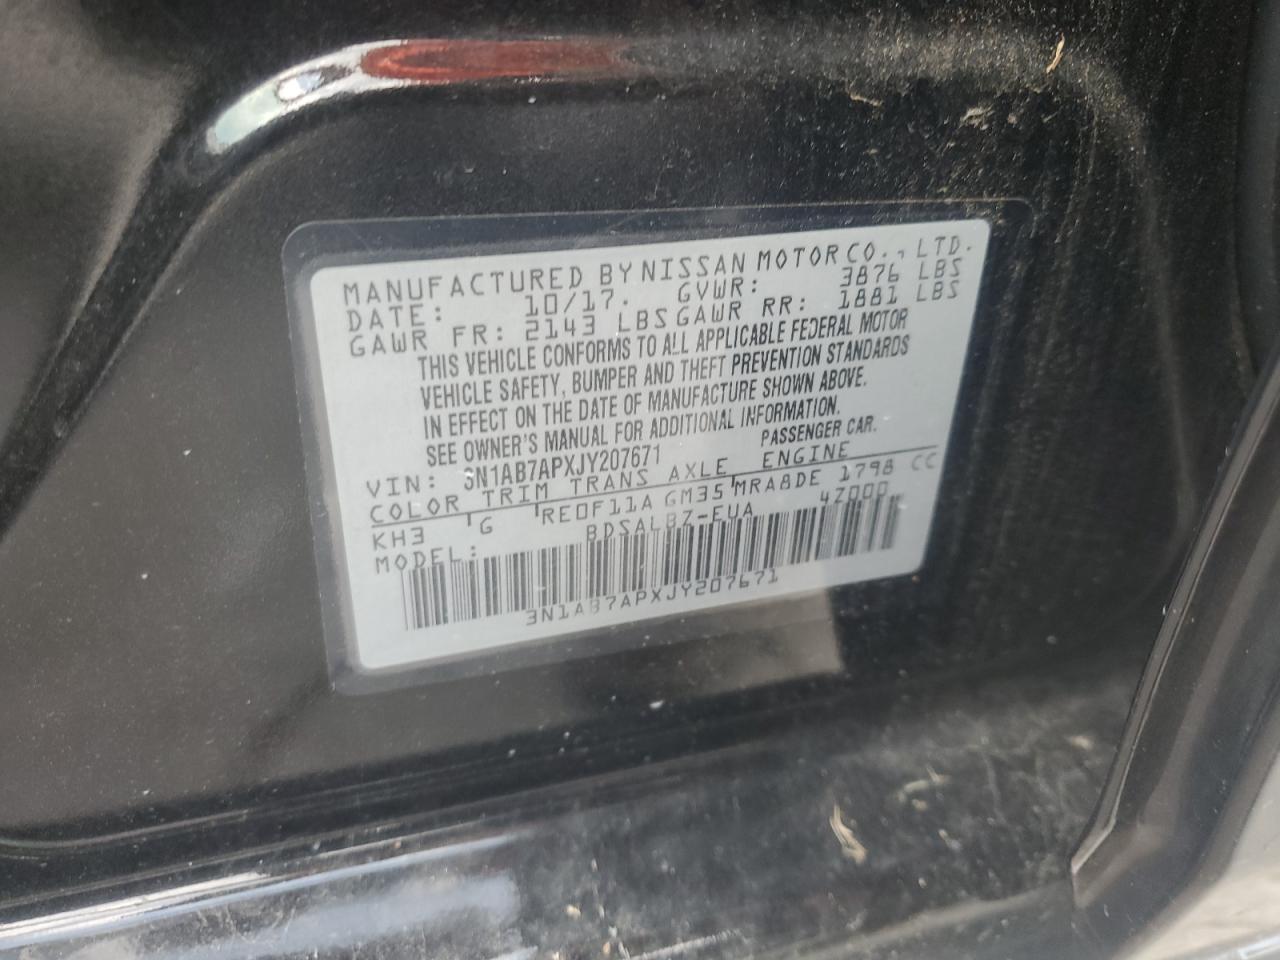 MANUFACTURED BY NISSAN MOTOR CO., LTD.
DATE: 10/17. GVWR: 3876 LBS
GAWR FR: 2143 LBS GAWR RR: 1881 LBS
THIS VEHICLE CONFORMS TO ALL APPLICABLE FEDERAL MOTOR
VEHICLE SAFETY, BUMPER AND THEFT PREVENTION STANDARDS
IN EFFECT ON THE DATE OF MANUFACTURE SHOWN ABOVE.
SEE OWNER'S MANUAL FOR ADDITIONAL INFORMATION.
VIN: 3N1AB7APXJY207671 PASSENGER CAR.
COLOR TRIM TRANS AXLE ENGINE
KH3 G RE0F11A GM35 MRA8DE 1798 CC
MODEL: BDSALBZ-EUA 4Z000
3N1AB7APXJY207671